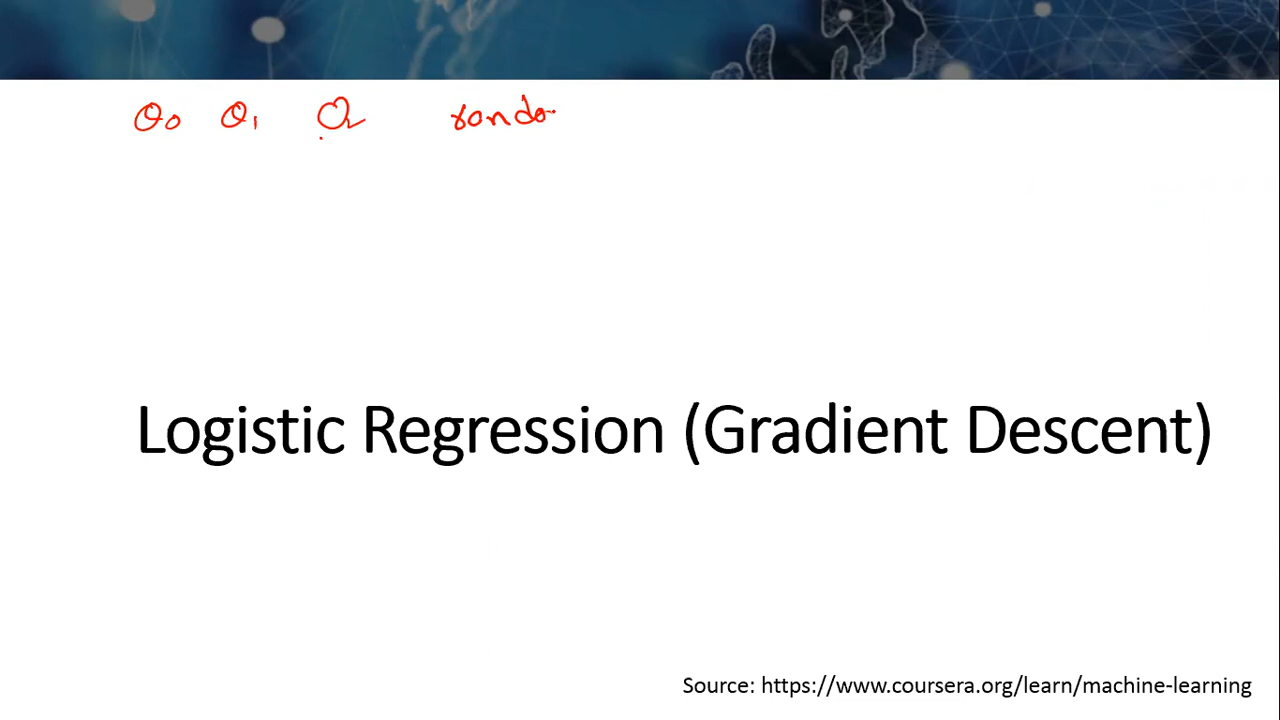 θ0 θ1 θ2 rando
Logistic Regression (Gradient Descent)
Source: https://www.coursera.org/learn/machine-learning